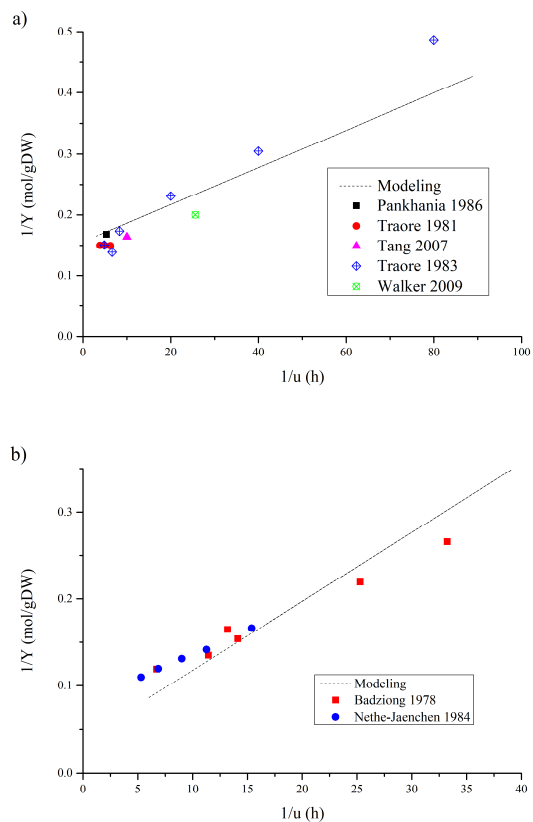 a)
0.5
0.4
0.3
0.2
0.1
0.0
1/Y (mol/gDW)
Modeling
Pankhania 1986
Traore 1981
Tang 2007
Traore 1983
Walker 2009
0 20 40 60 80 100
1/u (h)
b)
0.3
0.2
0.1
0.0
1/Y (mol/gDW)
Modeling
Badziong 1978
Nethe-Jaenchen 1984
0 5 10 15 20 25 30 35 40
1/u (h)